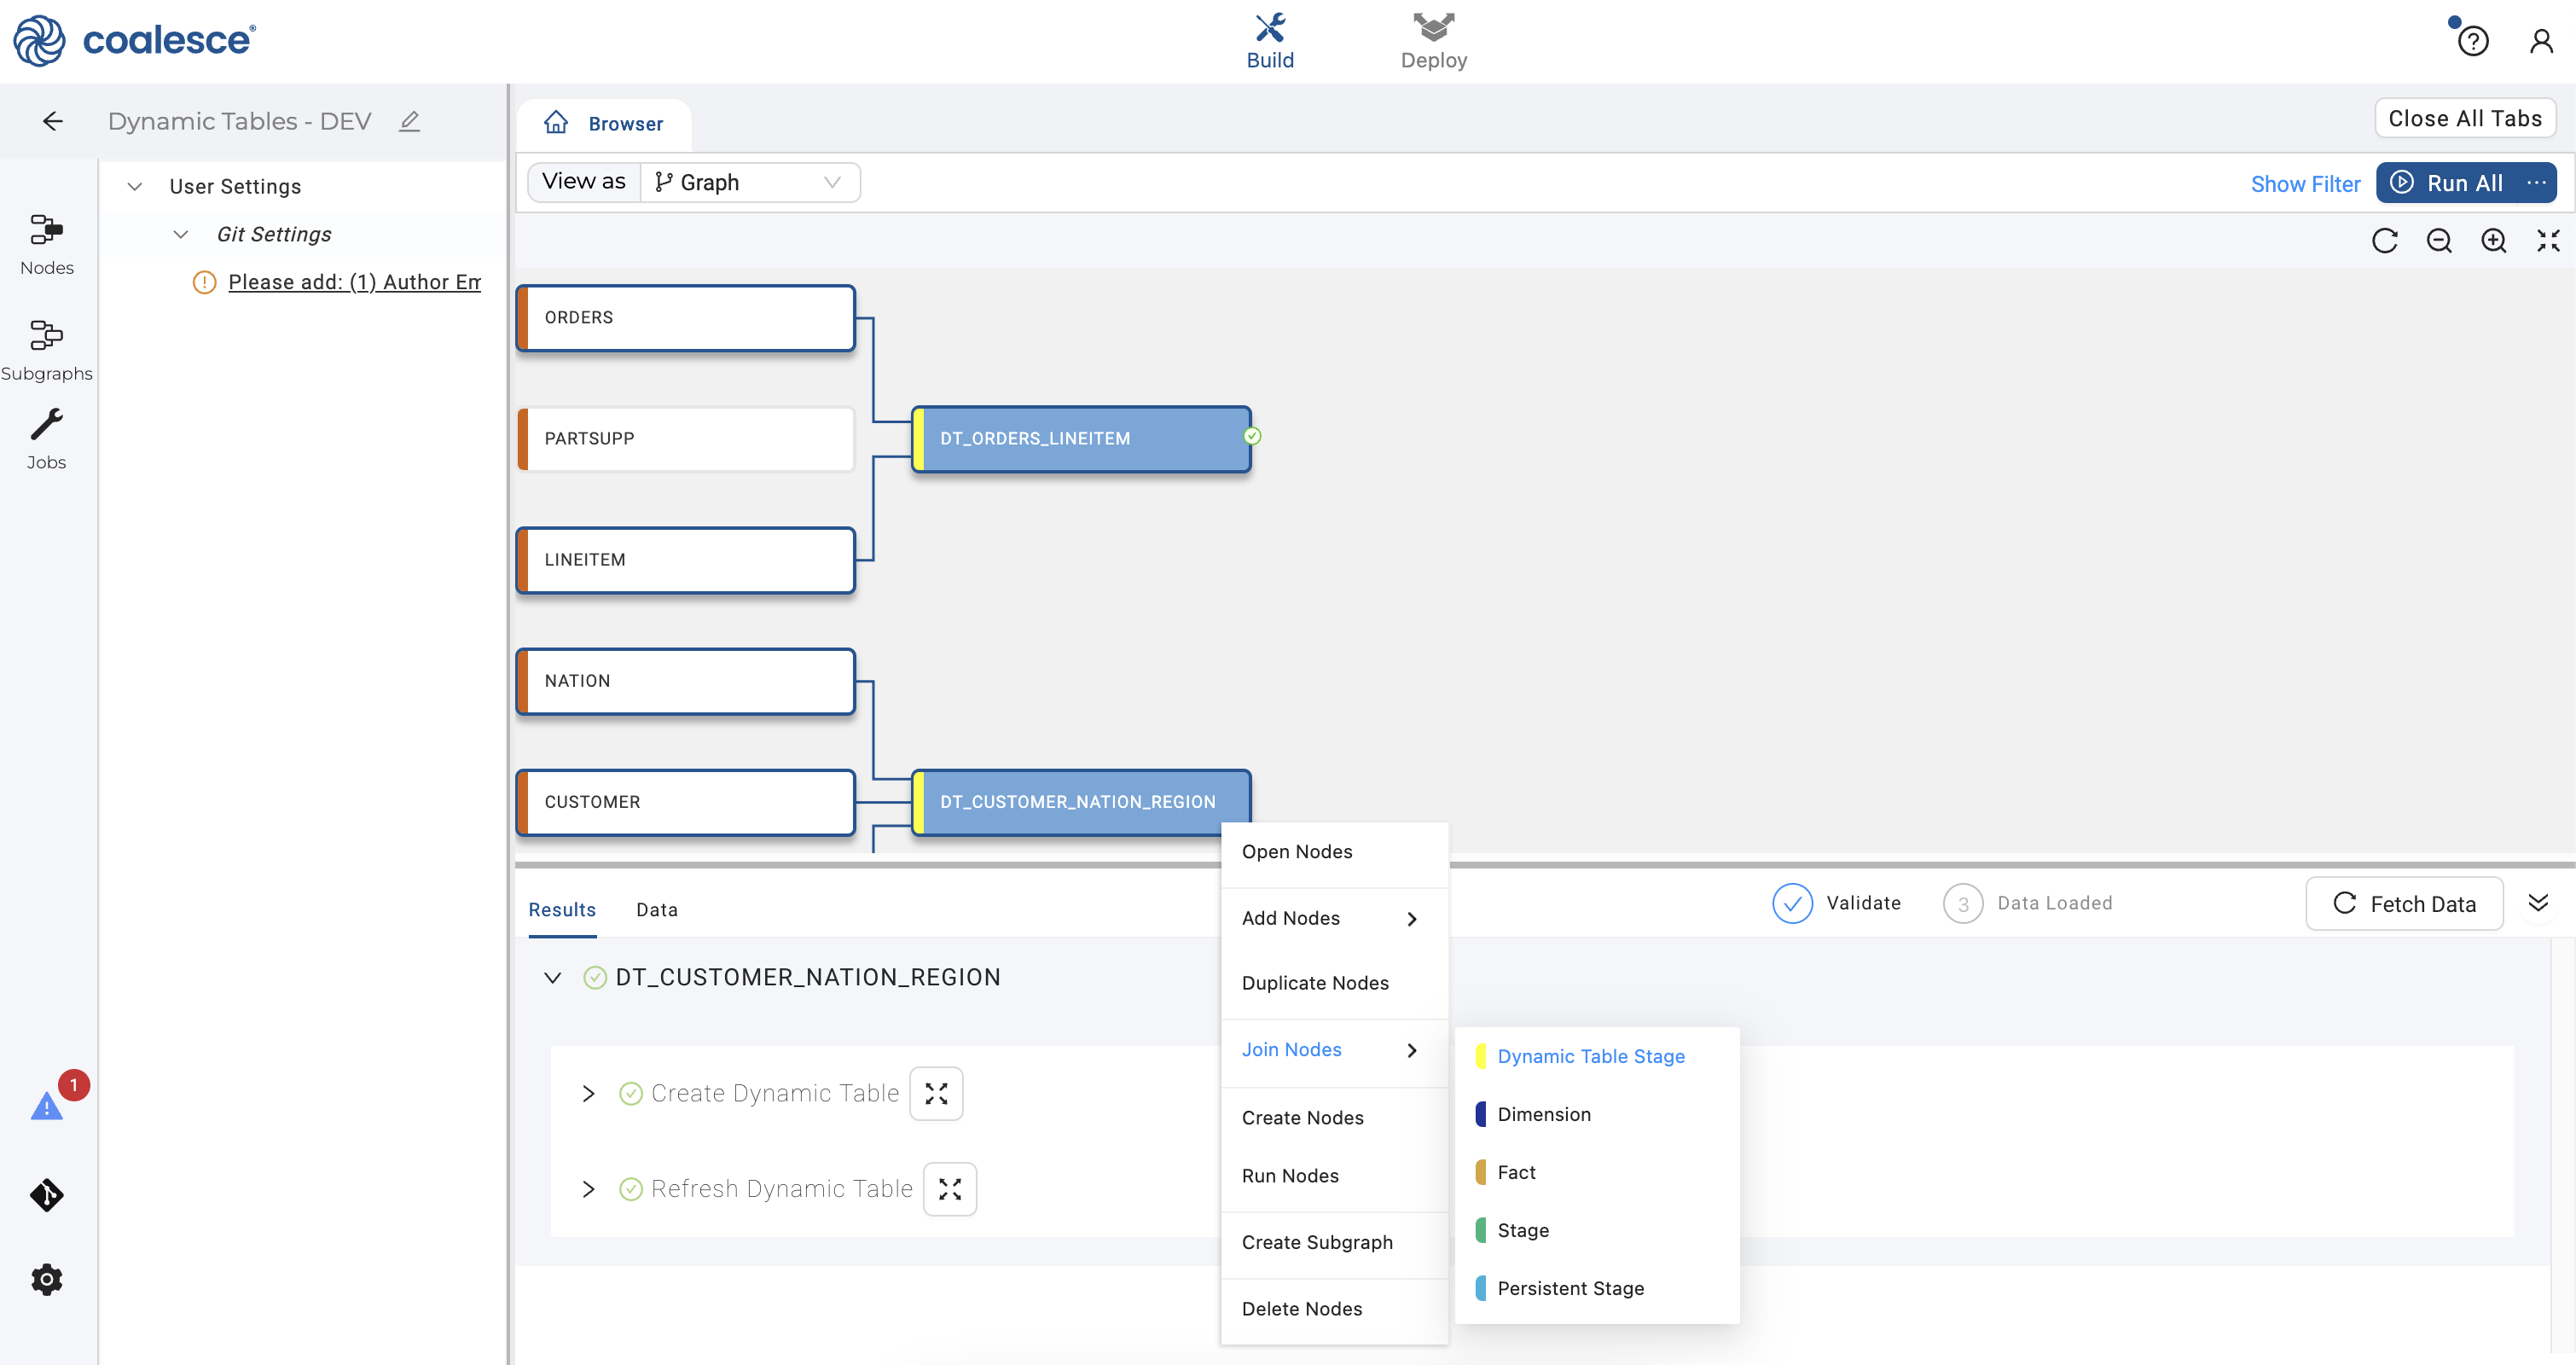 coalesce®
Build
Deploy
Dynamic Tables - DEV
Browser
Close All Tabs
User Settings
Git Settings
Please add: (1) Author Em
Nodes
Subgraphs
Jobs
1
View as
Graph
Show Filter
Run All
ORDERS
PARTSUPP
DT_ORDERS_LINEITEM
LINEITEM
NATION
CUSTOMER
DT_CUSTOMER_NATION_REGION
Results
Data
Validate
3
Data Loaded
Fetch Data
DT_CUSTOMER_NATION_REGION
Create Dynamic Table
Refresh Dynamic Table
Open Nodes
Add Nodes
Duplicate Nodes
Join Nodes
Create Nodes
Run Nodes
Create Subgraph
Delete Nodes
Dynamic Table Stage
Dimension
Fact
Stage
Persistent Stage